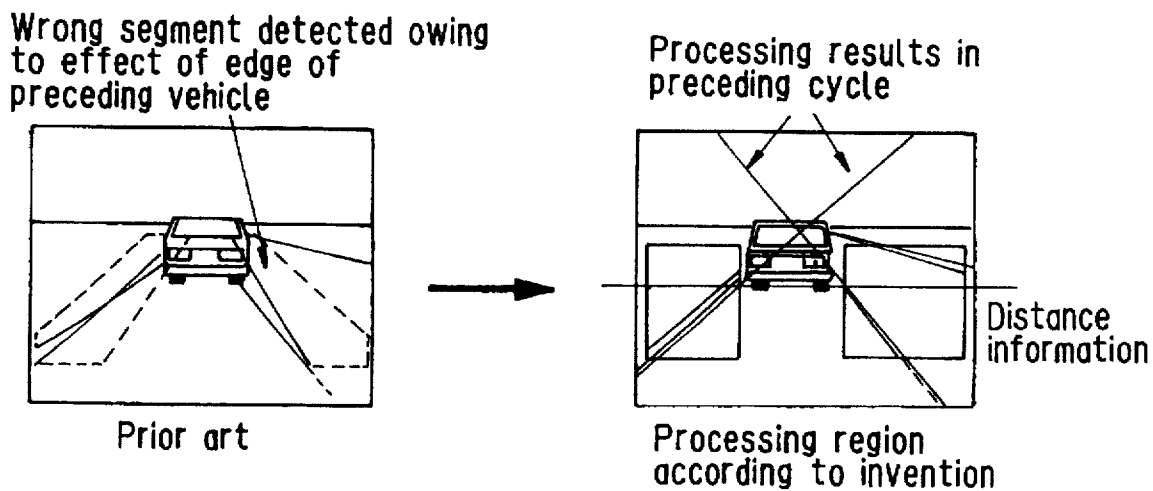 Wrong segment detected owing
to effect of edge of
preceding vehicle
Processing results in
preceding cycle
Distance
information
Prior art
Processing region
according to invention